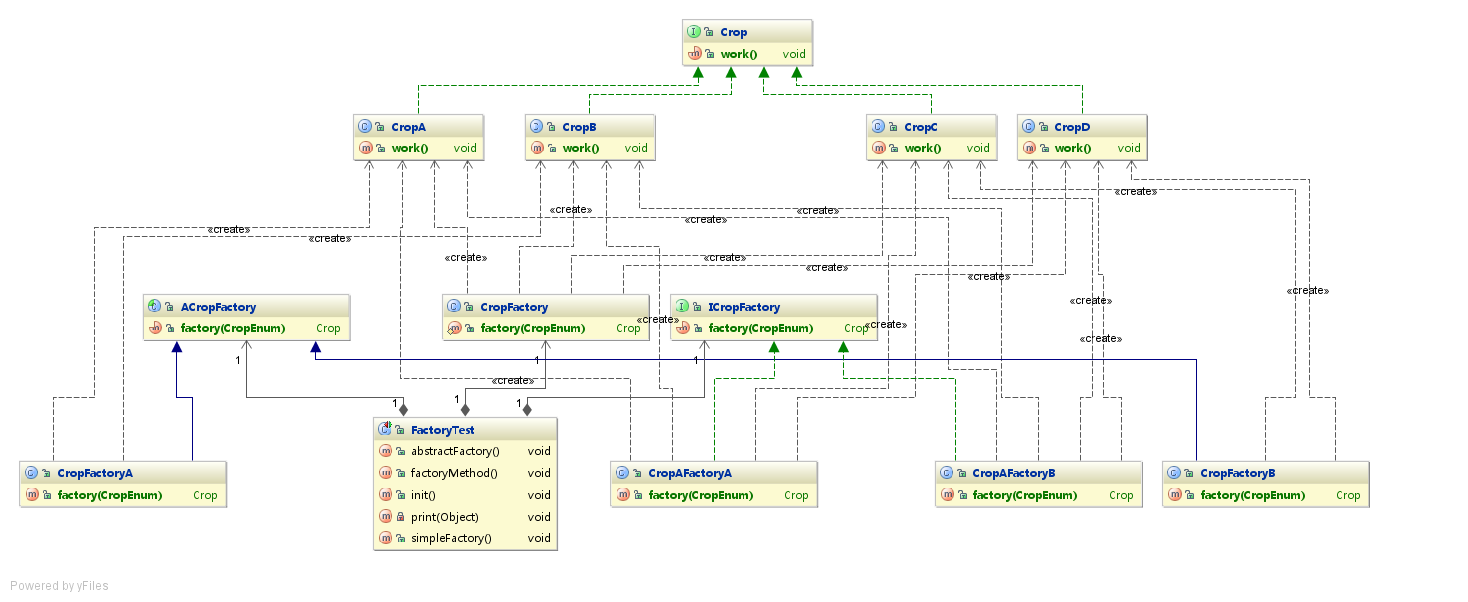 Crop
work() void
CropA
work() void
CropB
work() void
CropC
work() void
CropD
work() void
«create»
«create»
«create»
«create»
«create»
«create»
«create»
«create»
«create»
«create»
«create»
ACropFactory
factory(CropEnum) Crop
CropFactory
factory(CropEnum) Crop
ICropFactory
factory(CropEnum) Crop
«create»
«create»
«create»
1
1
1
«create»
1
1
1
FactoryTest
abstractFactory() void
factoryMethod() void
init() void
print(Object) void
simpleFactory() void
CropFactoryA
factory(CropEnum) Crop
CropAFactoryA
factory(CropEnum) Crop
CropAFactoryB
factory(CropEnum) Crop
CropFactoryB
factory(CropEnum) Crop
Powered by yFiles